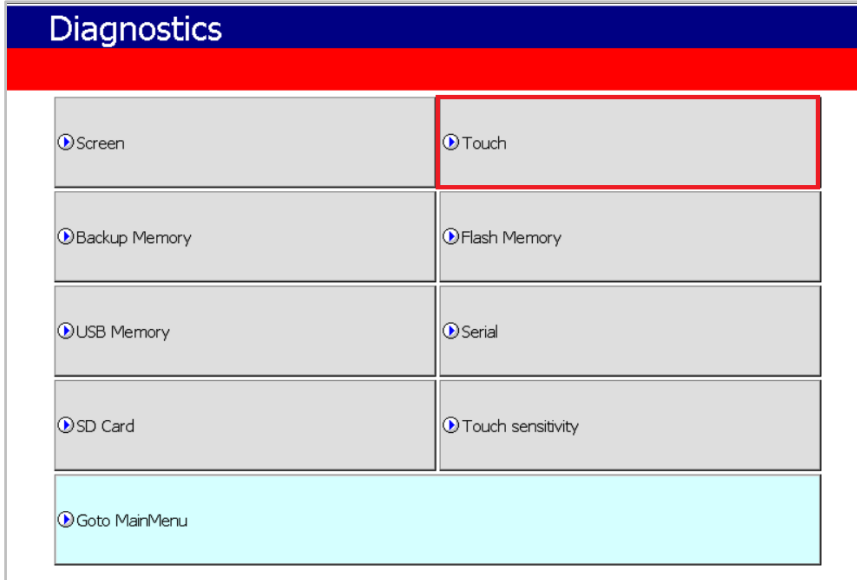 Diagnostics
Screen
Touch
Backup Memory
Flash Memory
USB Memory
Serial
SD Card
Touch sensitivity
Goto MainMenu